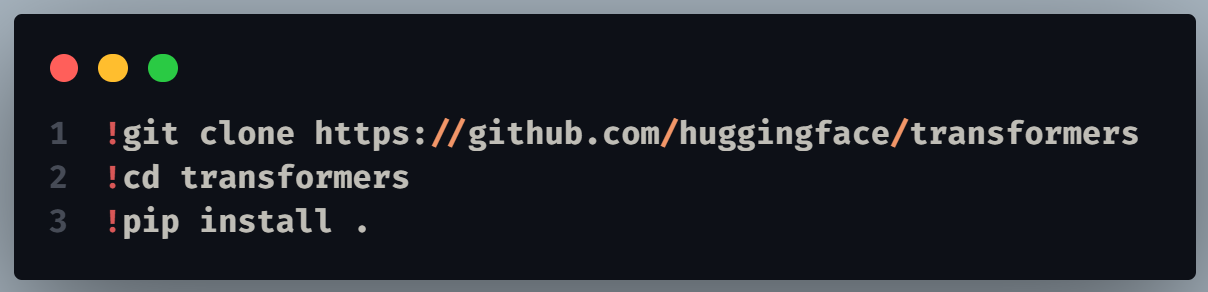 1 !git clone https://github.com/huggingface/transformers
2 !cd transformers
3 !pip install .